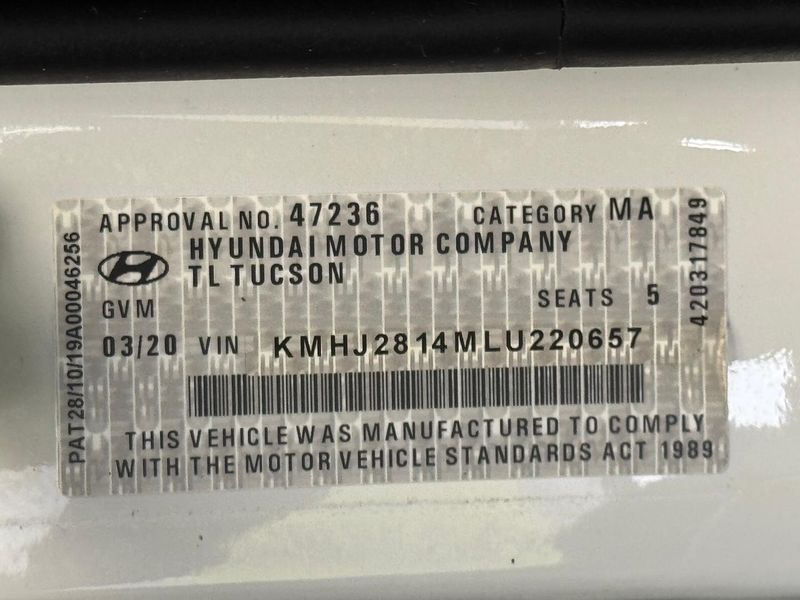 APPROVAL NO. 47236 CATEGORY MA
HYUNDAI MOTOR COMPANY
TL TUCSON
GVM SEATS 5
03/20 VIN KMHJ2814MLU220657
THIS VEHICLE WAS MANUFACTURED TO COMPLY
WITH THE MOTOR VEHICLE STANDARDS ACT 1989
PAT28/10/19A00046256
420317849